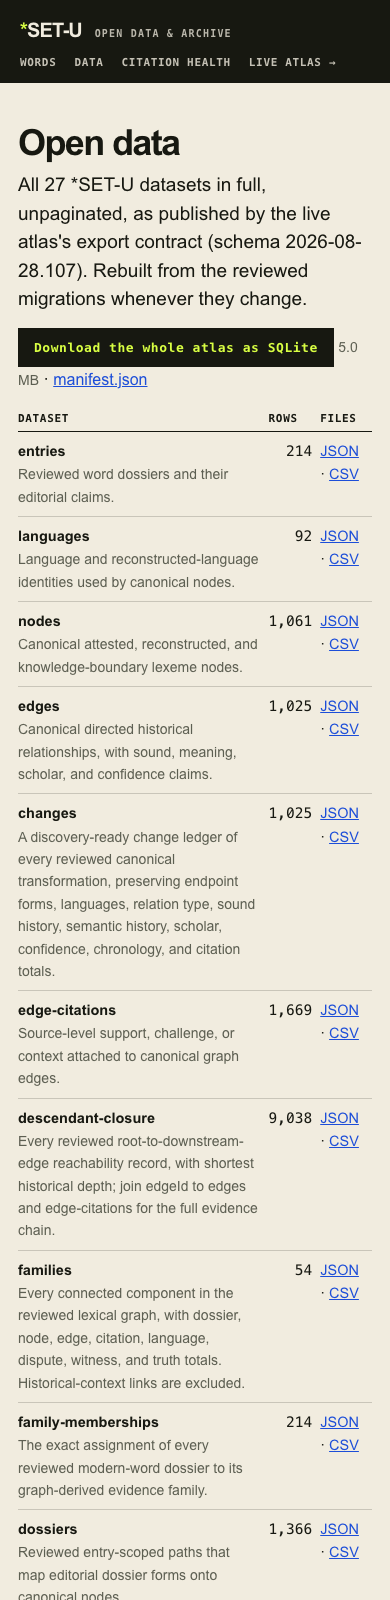 *SET-U OPEN DATA & ARCHIVE
WORDS DATA CITATION HEALTH LIVE ATLAS →
Open data
All 27 *SET-U datasets in full,
unpaginated, as published by the live
atlas's export contract (schema 2026-08-
28.107). Rebuilt from the reviewed
migrations whenever they change.
Download the whole atlas as SQLite 5.0
MB · manifest.json
DATASET ROWS FILES
entries 214 JSON
Reviewed word dossiers and their · CSV
editorial claims.
languages 92 JSON
Language and reconstructed-language · CSV
identities used by canonical nodes.
nodes 1,061 JSON
Canonical attested, reconstructed, and · CSV
knowledge-boundary lexeme nodes.
edges 1,025 JSON
Canonical directed historical · CSV
relationships, with sound, meaning,
scholar, and confidence claims.
changes 1,025 JSON
A discovery-ready change ledger of · CSV
every reviewed canonical
transformation, preserving endpoint
forms, languages, relation type, sound
history, semantic history, scholar,
confidence, chronology, and citation
totals.
edge-citations 1,669 JSON
Source-level support, challenge, or · CSV
context attached to canonical graph
edges.
descendant-closure 9,038 JSON
Every reviewed root-to-downstream- · CSV
edge reachability record, with shortest
historical depth; join edgeId to edges
and edge-citations for the full evidence
chain.
families 54 JSON
Every connected component in the · CSV
reviewed lexical graph, with dossier,
node, edge, citation, language,
dispute, witness, and truth totals.
Historical-context links are excluded.
family-memberships 214 JSON
The exact assignment of every · CSV
reviewed modern-word dossier to its
graph-derived evidence family.
dossiers 1,366 JSON
Reviewed entry-scoped paths that · CSV
map editorial dossier forms onto
canonical nodes.